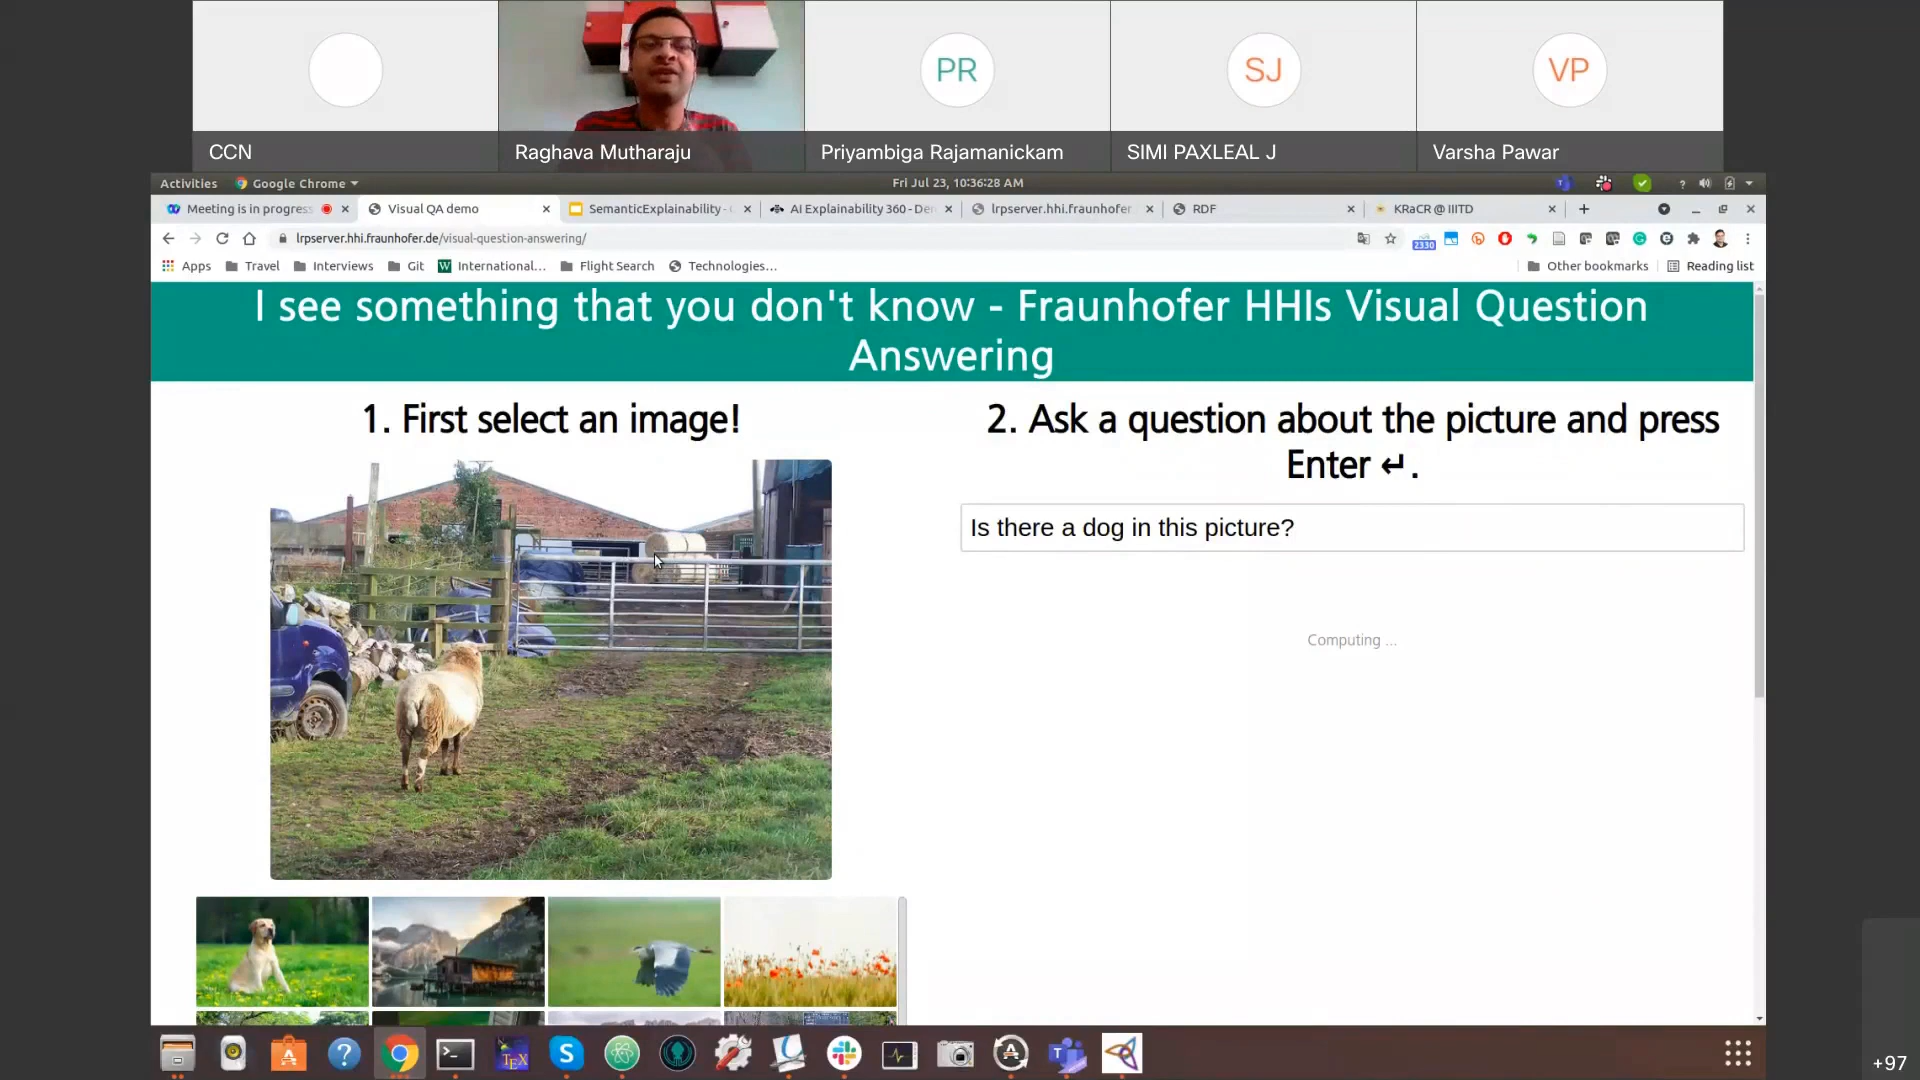 PR
SJ
VP
CCN
Raghava Mutharaju
Priyambiga Rajamanickam
SIMI PAXLEAL J
Varsha Pawar
Activities
Google Chrome
Fri Jul 23, 10:36:28 AM
Meeting is in progress
Visual QA demo
SemanticExplainability -
AI Explainability 360 - De
lrpserver.hhi.fraunhofer
RDF
KRaCR @ IIITD
lrpserver.hhi.fraunhofer.de/visual-question-answering/
2330
Apps
Travel
Interviews
Git
International...
Flight Search
Technologies...
Other bookmarks
Reading list
I see something that you don't know - Fraunhofer HHIs Visual Question
Answering
1. First select an image!
2. Ask a question about the picture and press
Enter ↵.
Is there a dog in this picture?
Computing ...
TEX
+97